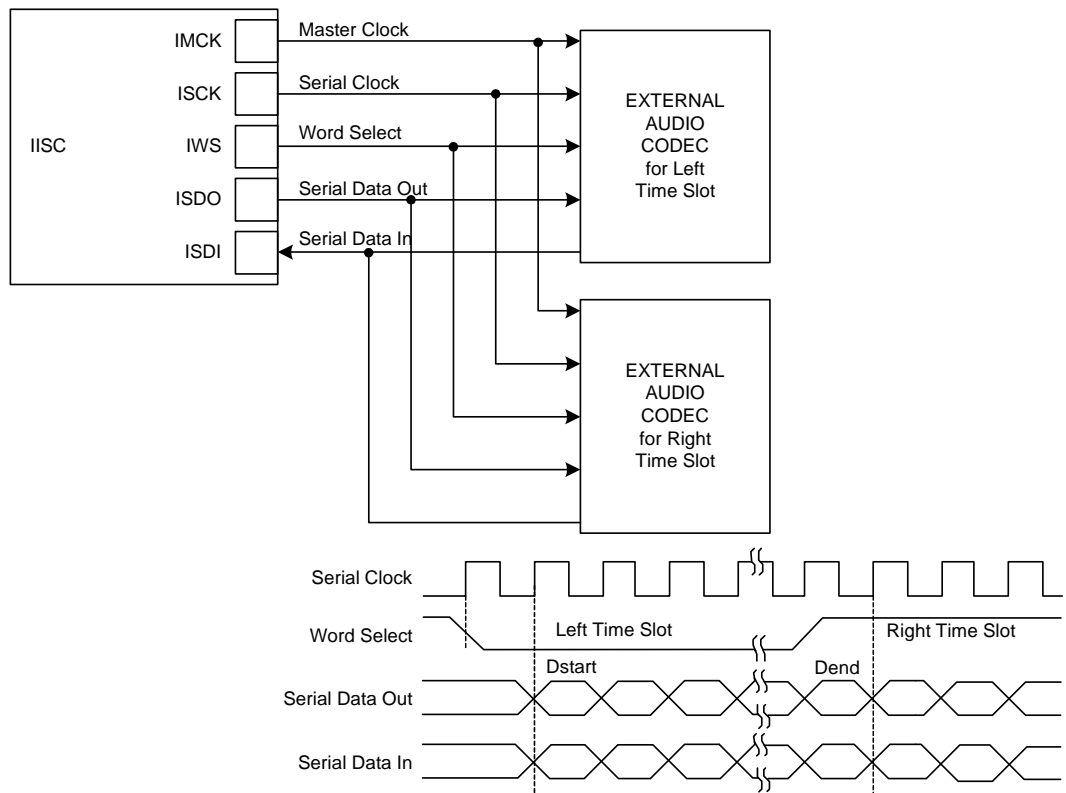 IISC
IMCK
Master Clock
ISCK
Serial Clock
IWS
Word Select
ISDO
Serial Data Out
ISDI
Serial Data In
EXTERNAL
AUDIO
CODEC
for Left
Time Slot
EXTERNAL
AUDIO
CODEC
for Right
Time Slot
Serial Clock
Word Select
Left Time Slot
Right Time Slot
Dstart
Dend
Serial Data Out
Serial Data In